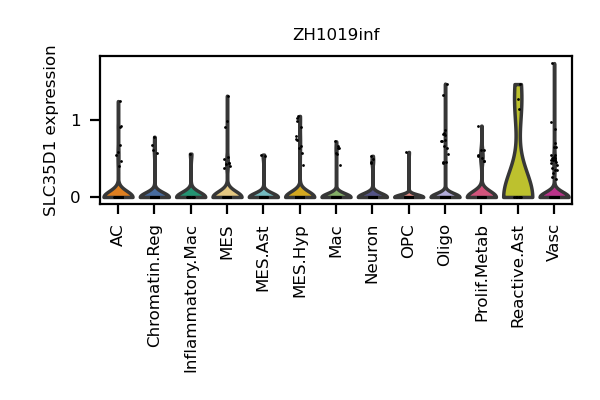 ZH1019inf
SLC35D1 expression
1
0
AC
Chromatin.Reg
Inflammatory.Mac
MES
MES.Ast
MES.Hyp
Mac
Neuron
OPC
Oligo
Prolif.Metab
Reactive.Ast
Vasc